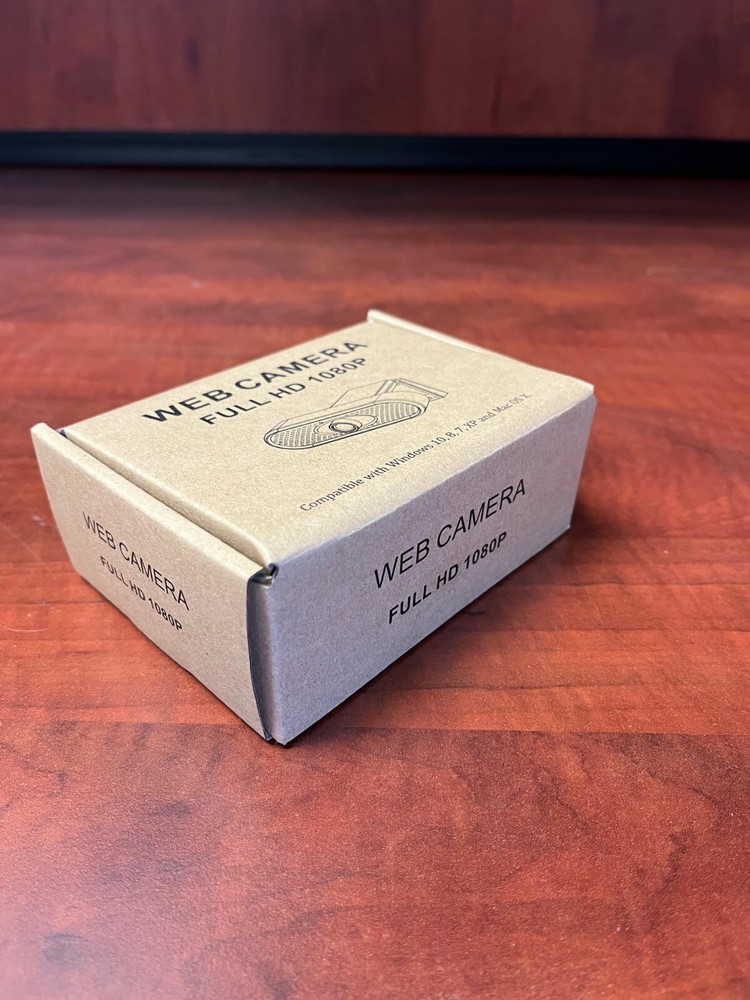 WEB CAMERA
FULL HD 1080P
Compatible with Windows 10, 8, 7, XP and Mac OS X.
WEB CAMERA
FULL HD 1080P
WEB CAMERA
FULL HD 1080P